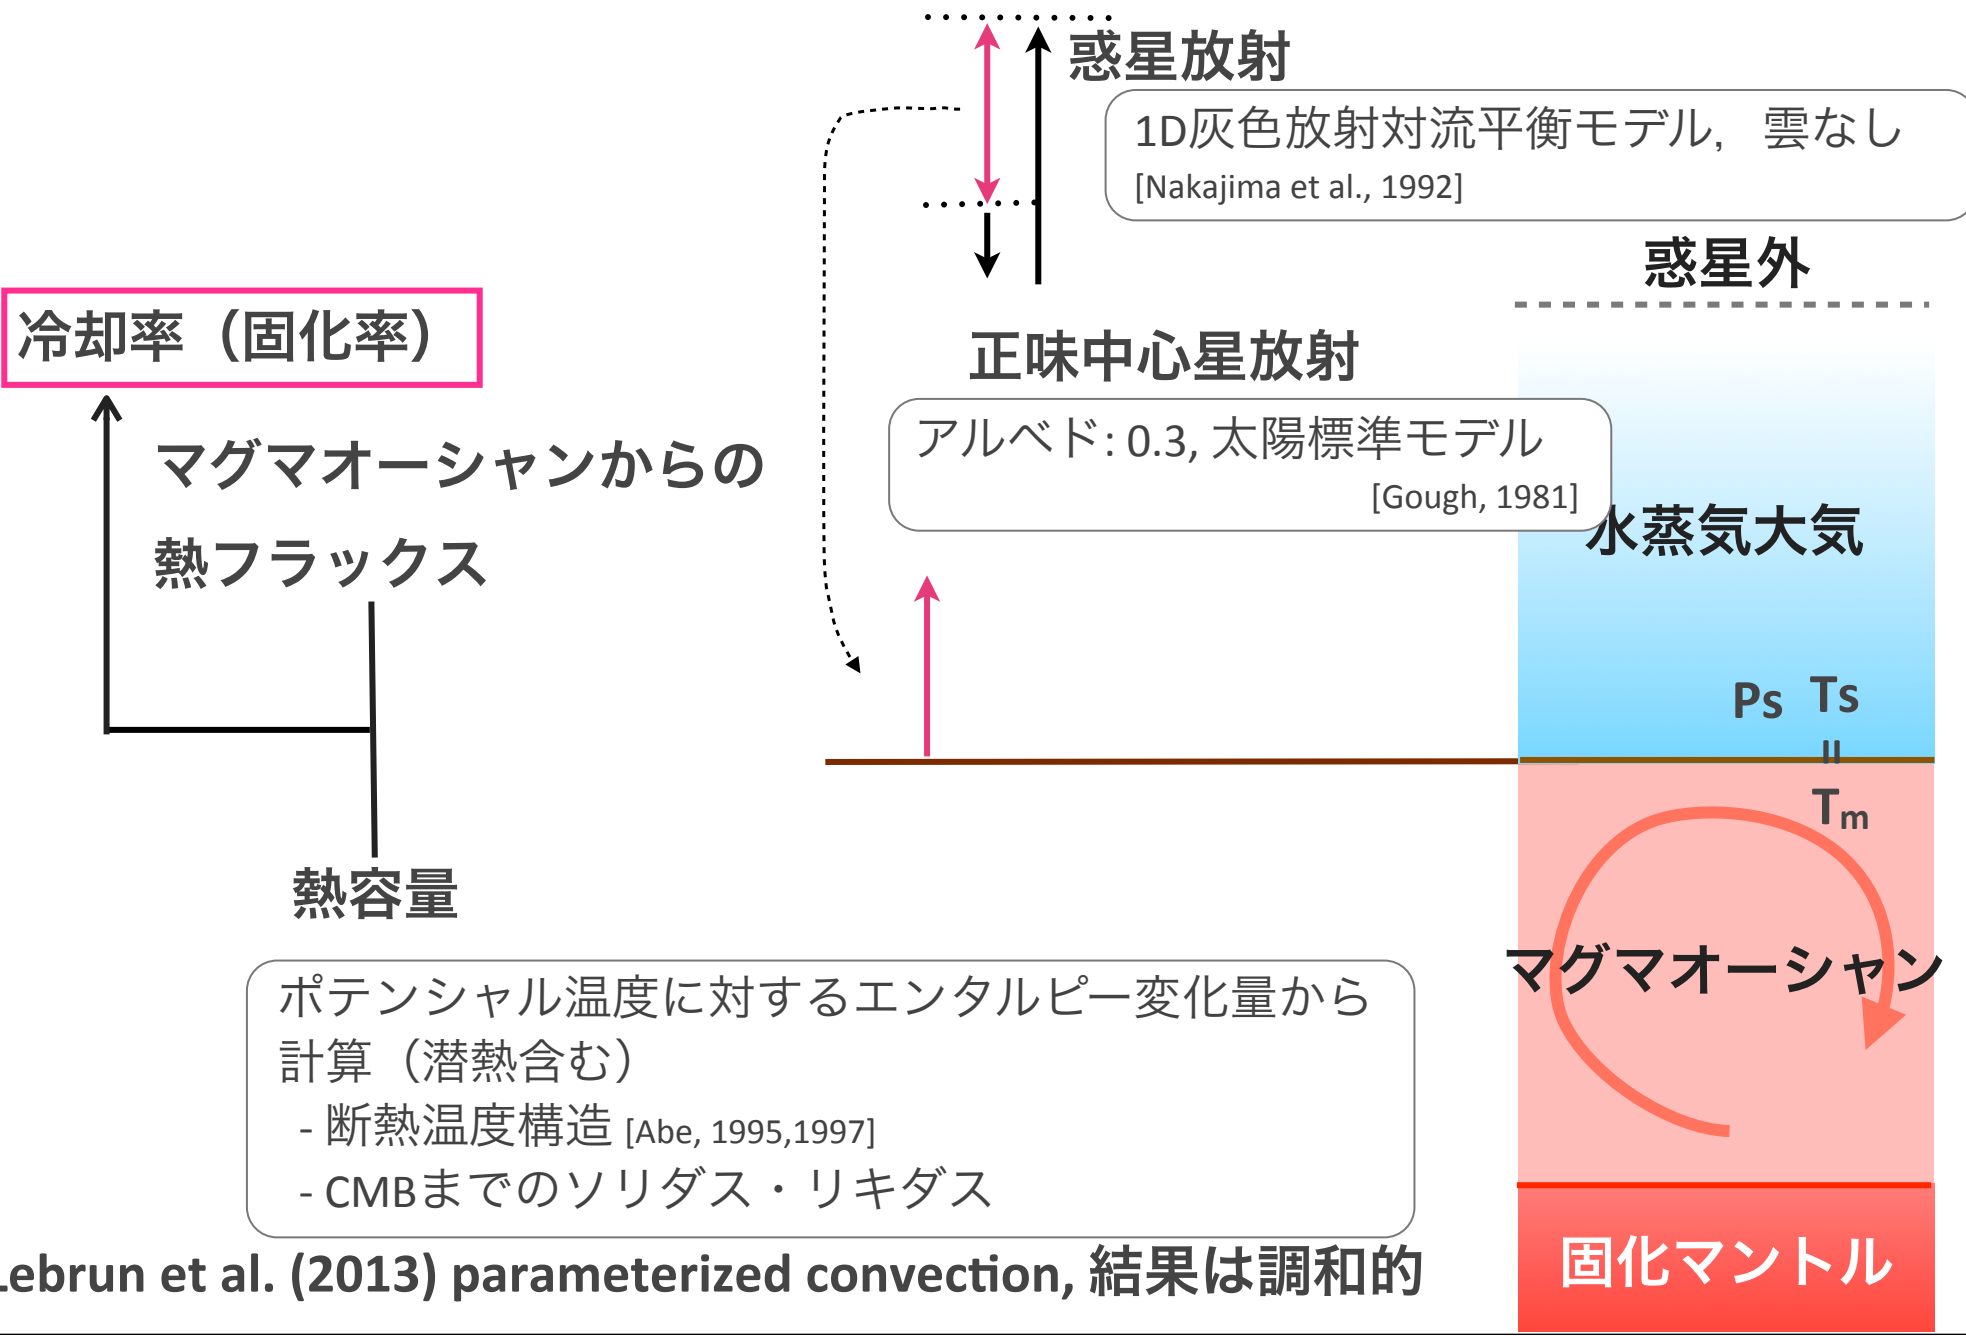 惑星放射
1D灰色放射対流平衡モデル，雲なし
[Nakajima et al., 1992]
惑星外
冷却率（固化率）
正味中心星放射
アルベド: 0.3, 太陽標準モデル
[Gough, 1981]
マグマオーシャンからの
熱フラックス
水蒸気大気
Ps Ts
=
Tm
熱容量
マグマオーシャン
ポテンシャル温度に対するエンタルピー変化量から
計算（潜熱含む）
- 断熱温度構造 [Abe, 1995,1997]
- CMBまでのソリダス・リキダス
固化マントル
Lebrun et al. (2013) parameterized convection, 結果は調和的